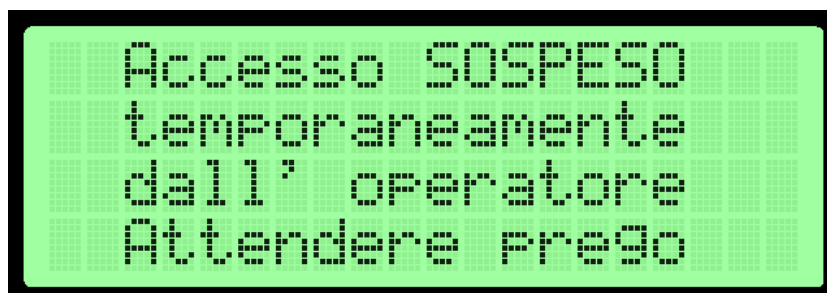 Accesso SOSPESO
temporaneamente
dall' operatore
Attendere prego